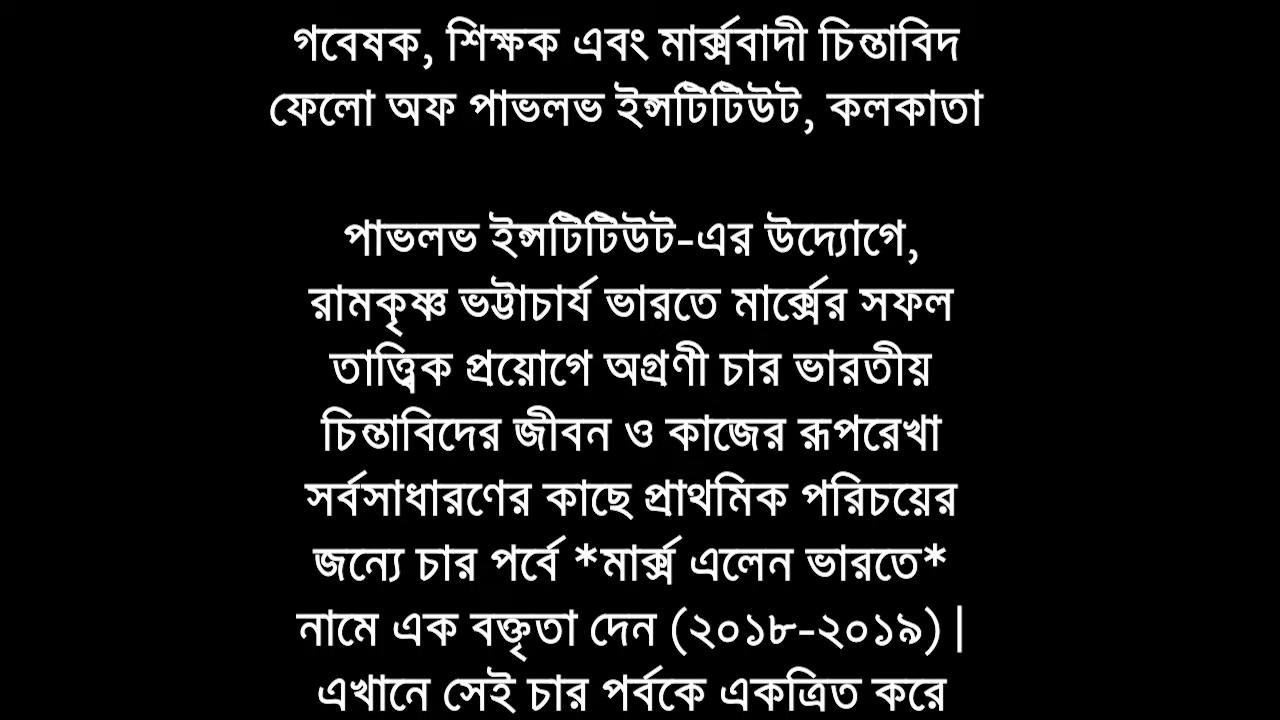 গবেষক, শিক্ষক এবং মার্ক্সবাদী চিন্তাবিদ
ফেলো অফ পাভলভ ইন্সটিটিউট, কলকাতা
পাভলভ ইন্সটিটিউট-এর উদ্যোগে,
রামকৃষ্ণ ভট্টাচার্য ভারতে মার্ক্সের সফল
তাত্ত্বিক প্রয়োগে অগ্রণী চার ভারতীয়
চিন্তাবিদের জীবন ও কাজের রূপরেখা
সর্বসাধারণের কাছে প্রাথমিক পরিচয়ের
জন্যে চার পর্বে *মার্ক্স এলেন ভারতে*
নামে এক বক্তৃতা দেন (২০১৮-২০১৯) |
এখানে সেই চার পর্বকে একত্রিত করে